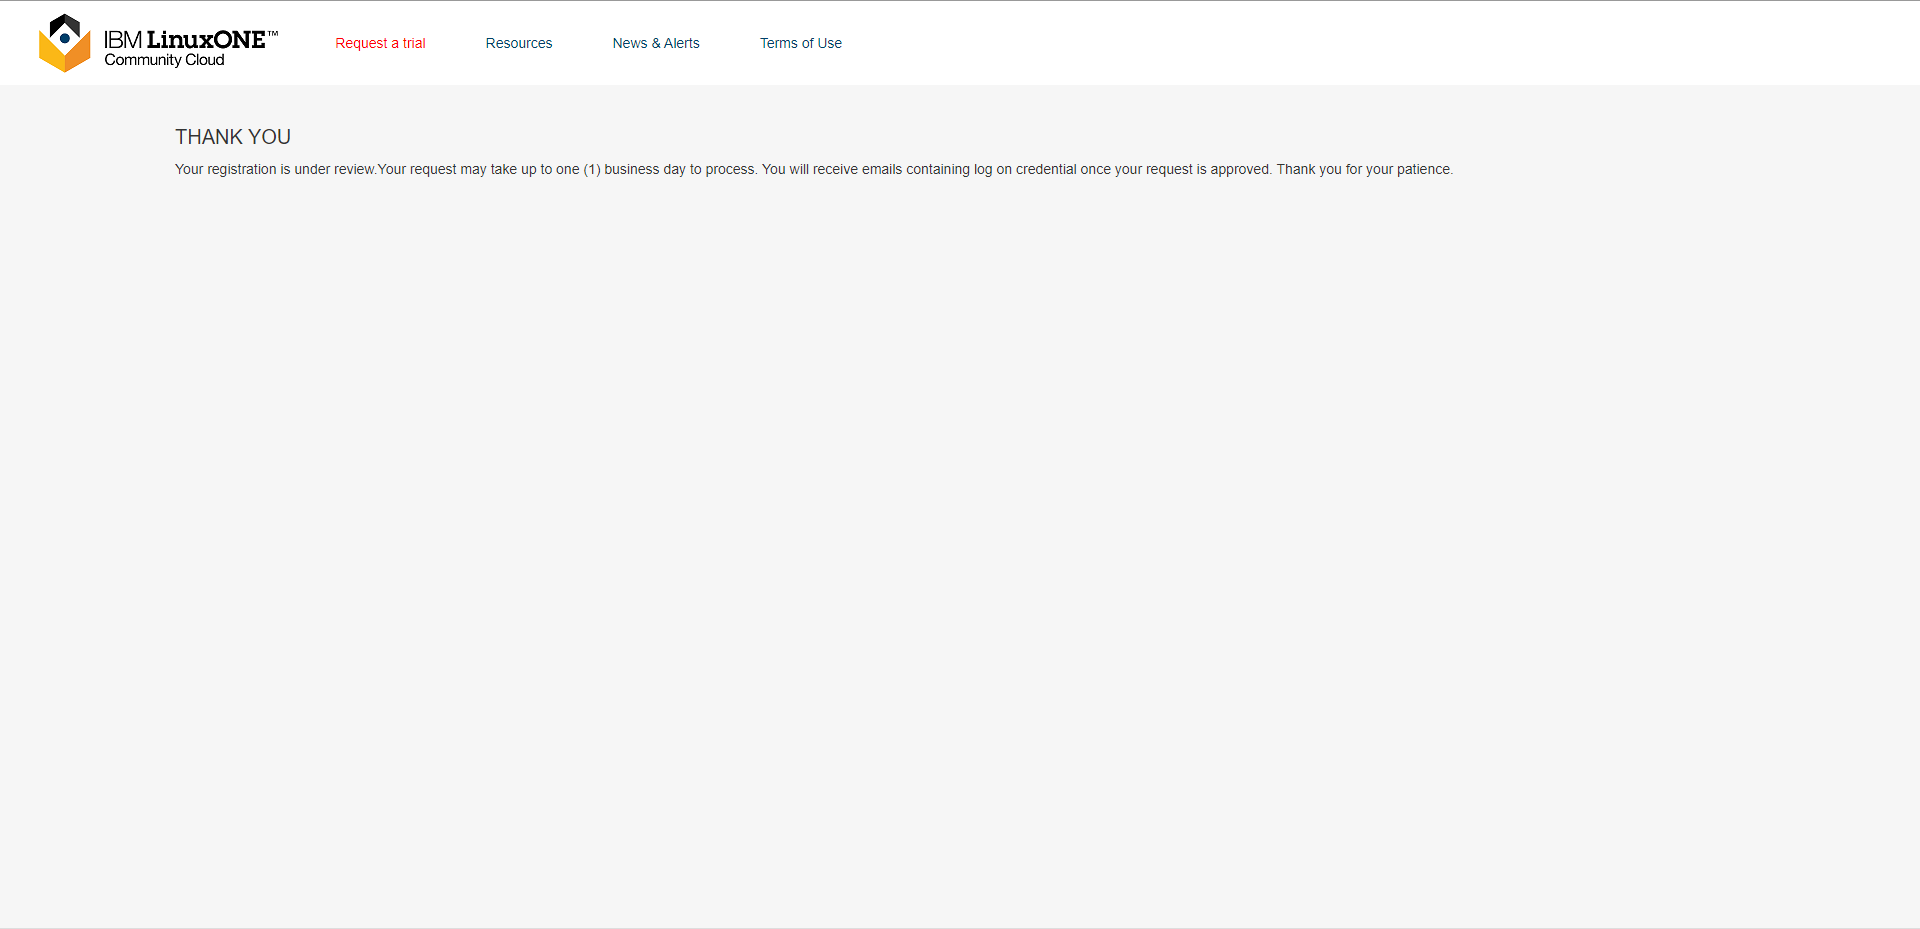 IBM LinuxONE™
Community Cloud
Request a trial
Resources
News & Alerts
Terms of Use
THANK YOU
Your registration is under review.Your request may take up to one (1) business day to process. You will receive emails containing log on credential once your request is approved. Thank you for your patience.